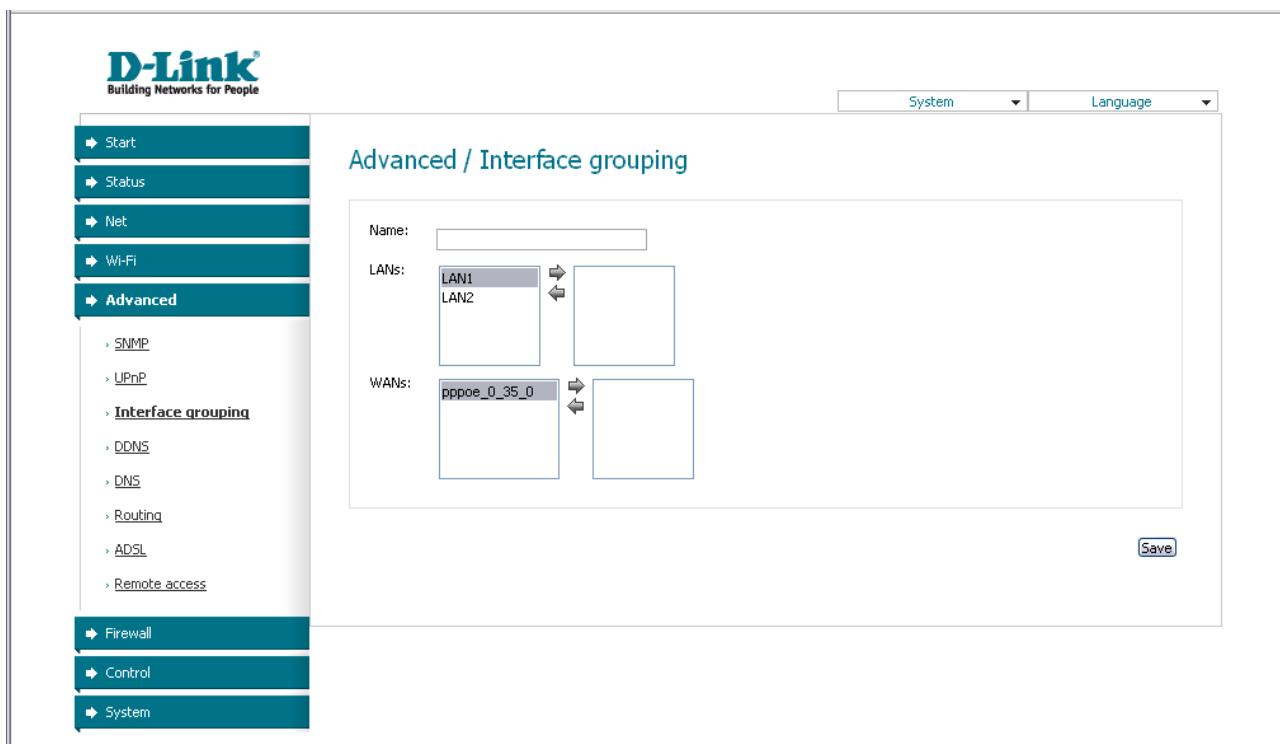 D-Link
Building Networks for People
System
Language
Start
Status
Net
Wi-Fi
Advanced
SNMP
UPnP
Interface grouping
DDNS
DNS
Routing
ADSL
Remote access
Firewall
Control
System
Advanced / Interface grouping
Name:
LANs:
LAN1
LAN2
WANs:
pppoe_0_35_0
Save